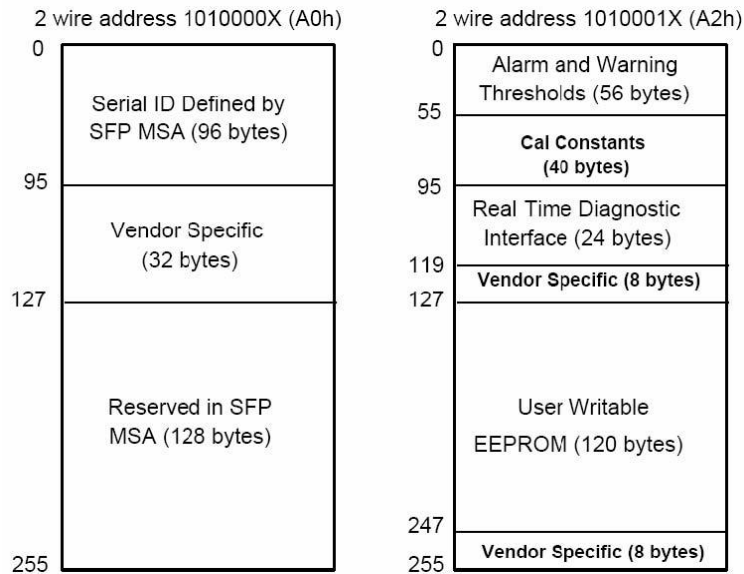 2 wire address 1010000X (A0h)
0
Serial ID Defined by
SFP MSA (96 bytes)
95
Vendor Specific
(32 bytes)
127
Reserved in SFP
MSA (128 bytes)
255
2 wire address 1010001X (A2h)
0
Alarm and Warning
Thresholds (56 bytes)
55
Cal Constants
(40 bytes)
95
Real Time Diagnostic
Interface (24 bytes)
119
Vendor Specific (8 bytes)
127
User Writable
EEPROM (120 bytes)
247
Vendor Specific (8 bytes)
255